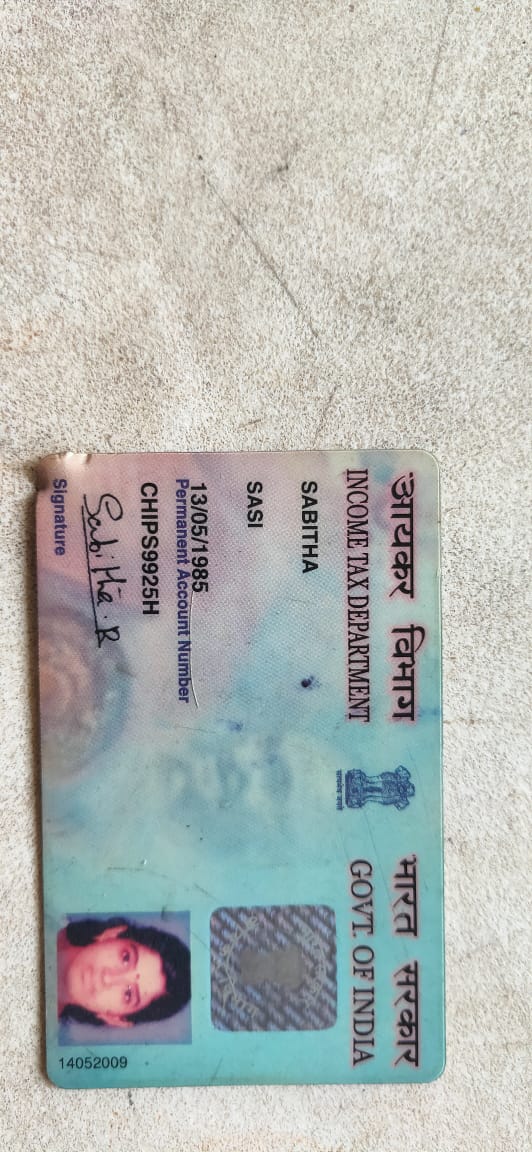 आयकर विभाग
INCOME TAX DEPARTMENT
भारत सरकार
GOVT. OF INDIA
सत्यमेव जयते
SABITHA
SASI
13/05/1985
Permanent Account Number
CHIPS9925H
Sabitha.R
Signature
14052009